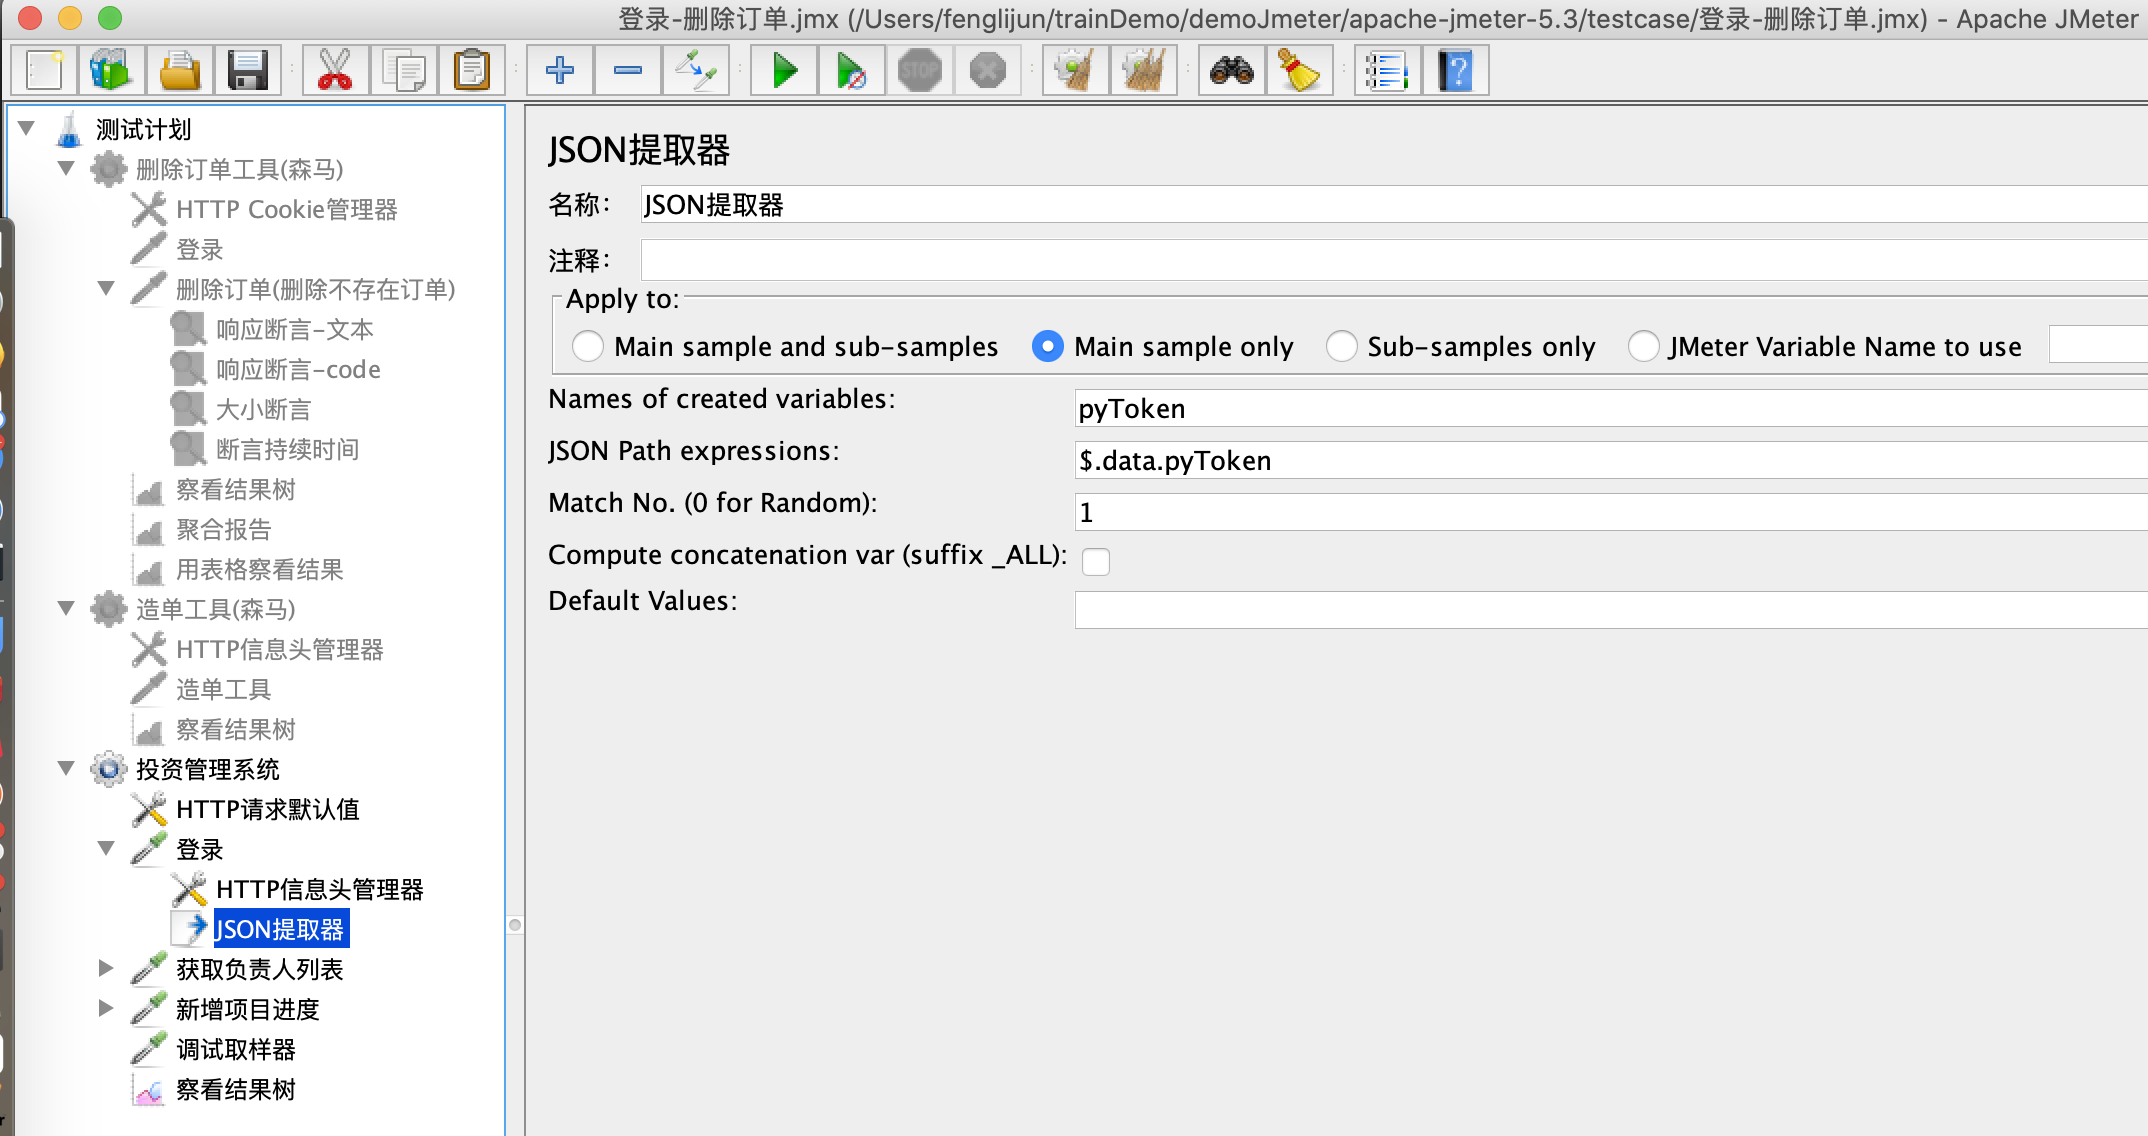 登录-删除订单.jmx (/Users/fenglijun/trainDemo/demoJmeter/apache-jmeter-5.3/testcase/登录-删除订单.jmx) - Apache JMeter
STOP
?
测试计划
删除订单工具(森马)
HTTP Cookie管理器
登录
删除订单(删除不存在订单)
响应断言-文本
响应断言-code
大小断言
断言持续时间
察看结果树
聚合报告
用表格察看结果
造单工具(森马)
HTTP信息头管理器
造单工具
察看结果树
投资管理系统
HTTP请求默认值
登录
HTTP信息头管理器
JSON提取器
获取负责人列表
新增项目进度
调试取样器
察看结果树
JSON提取器
名称: JSON提取器
注释:
Apply to:
Main sample and sub-samples Main sample only Sub-samples only JMeter Variable Name to use
Names of created variables: pyToken
JSON Path expressions: $.data.pyToken
Match No. (0 for Random): 1
Compute concatenation var (suffix _ALL):
Default Values: